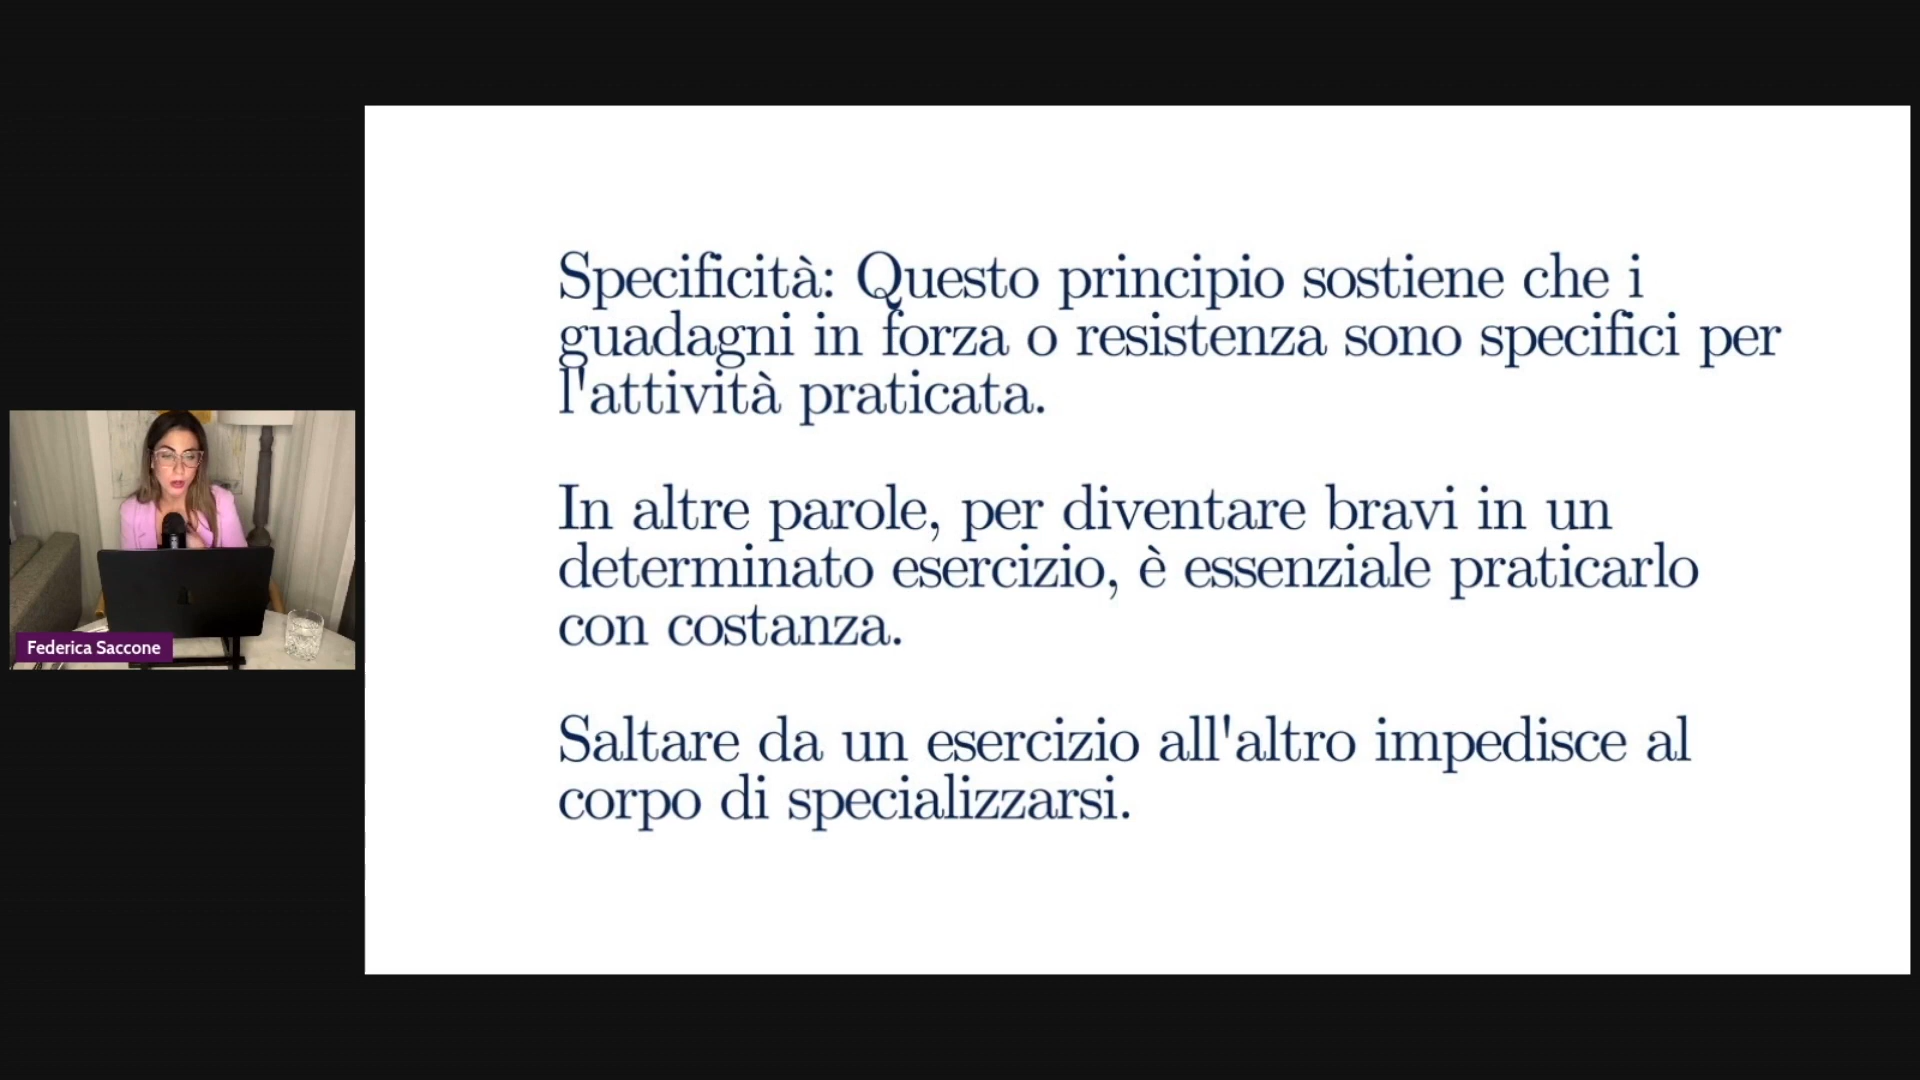 Specificità: Questo principio sostiene che i
guadagni in forza o resistenza sono specifici per
l'attività praticata.
In altre parole, per diventare bravi in un
determinato esercizio, è essenziale praticarlo
con costanza.
Saltare da un esercizio all'altro impedisce al
corpo di specializzarsi.
Federica Saccone